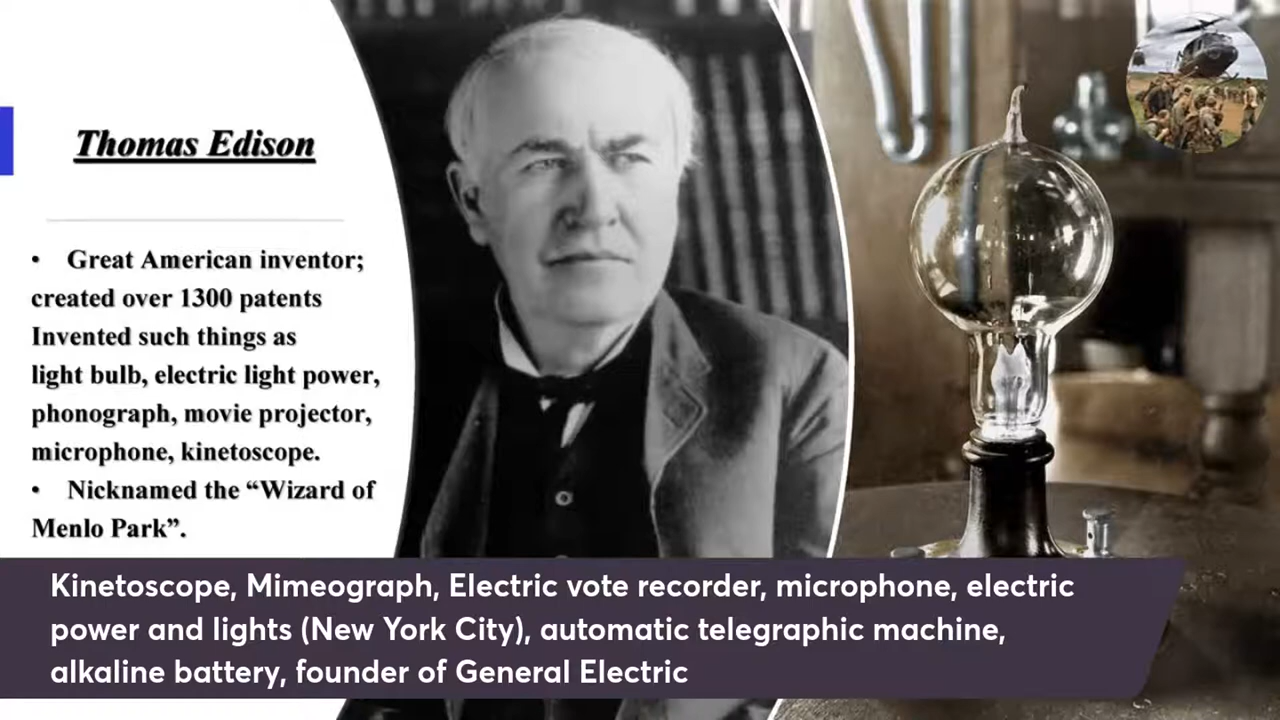 Thomas Edison
• Great American inventor;
created over 1300 patents
Invented such things as
light bulb, electric light power,
phonograph, movie projector,
microphone, kinetoscope.
• Nicknamed the “Wizard of
Menlo Park”.
Kinetoscope, Mimeograph, Electric vote recorder, microphone, electric
power and lights (New York City), automatic telegraphic machine,
alkaline battery, founder of General Electric